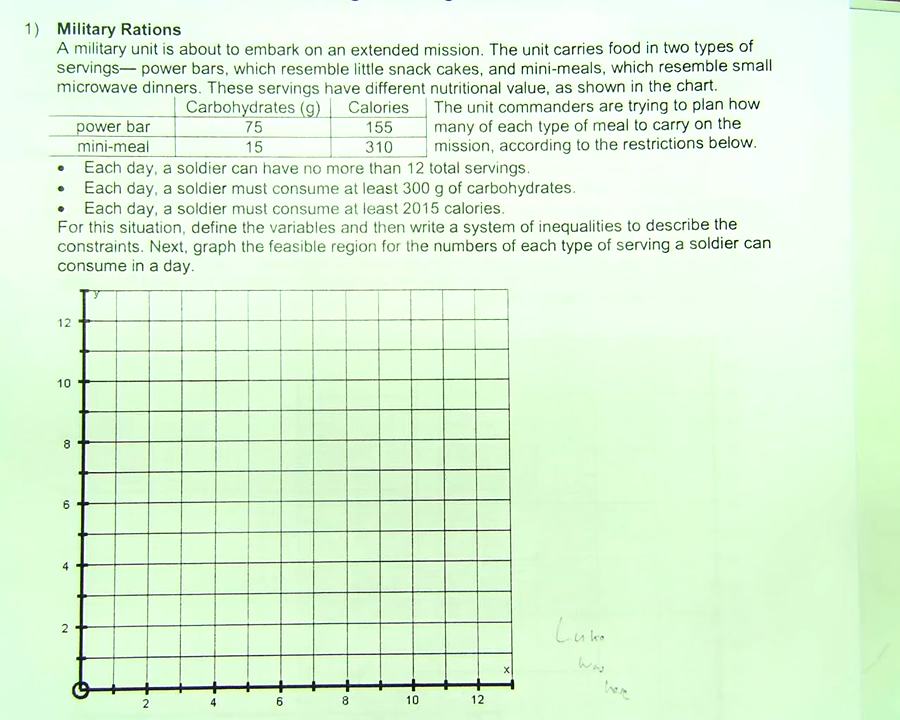 1) Military Rations
A military unit is about to embark on an extended mission. The unit carries food in two types of
servings— power bars, which resemble little snack cakes, and mini-meals, which resemble small
microwave dinners. These servings have different nutritional value, as shown in the chart.
Carbohydrates (g) Calories
power bar 75 155
mini-meal 15 310
The unit commanders are trying to plan how
many of each type of meal to carry on the
mission, according to the restrictions below.
• Each day, a soldier can have no more than 12 total servings.
• Each day, a soldier must consume at least 300 g of carbohydrates.
• Each day, a soldier must consume at least 2015 calories.
For this situation, define the variables and then write a system of inequalities to describe the
constraints. Next, graph the feasible region for the numbers of each type of serving a soldier can
consume in a day.
y
12
10
8
6
4
2
x
2 4 6 8 10 12
Luke
was
here